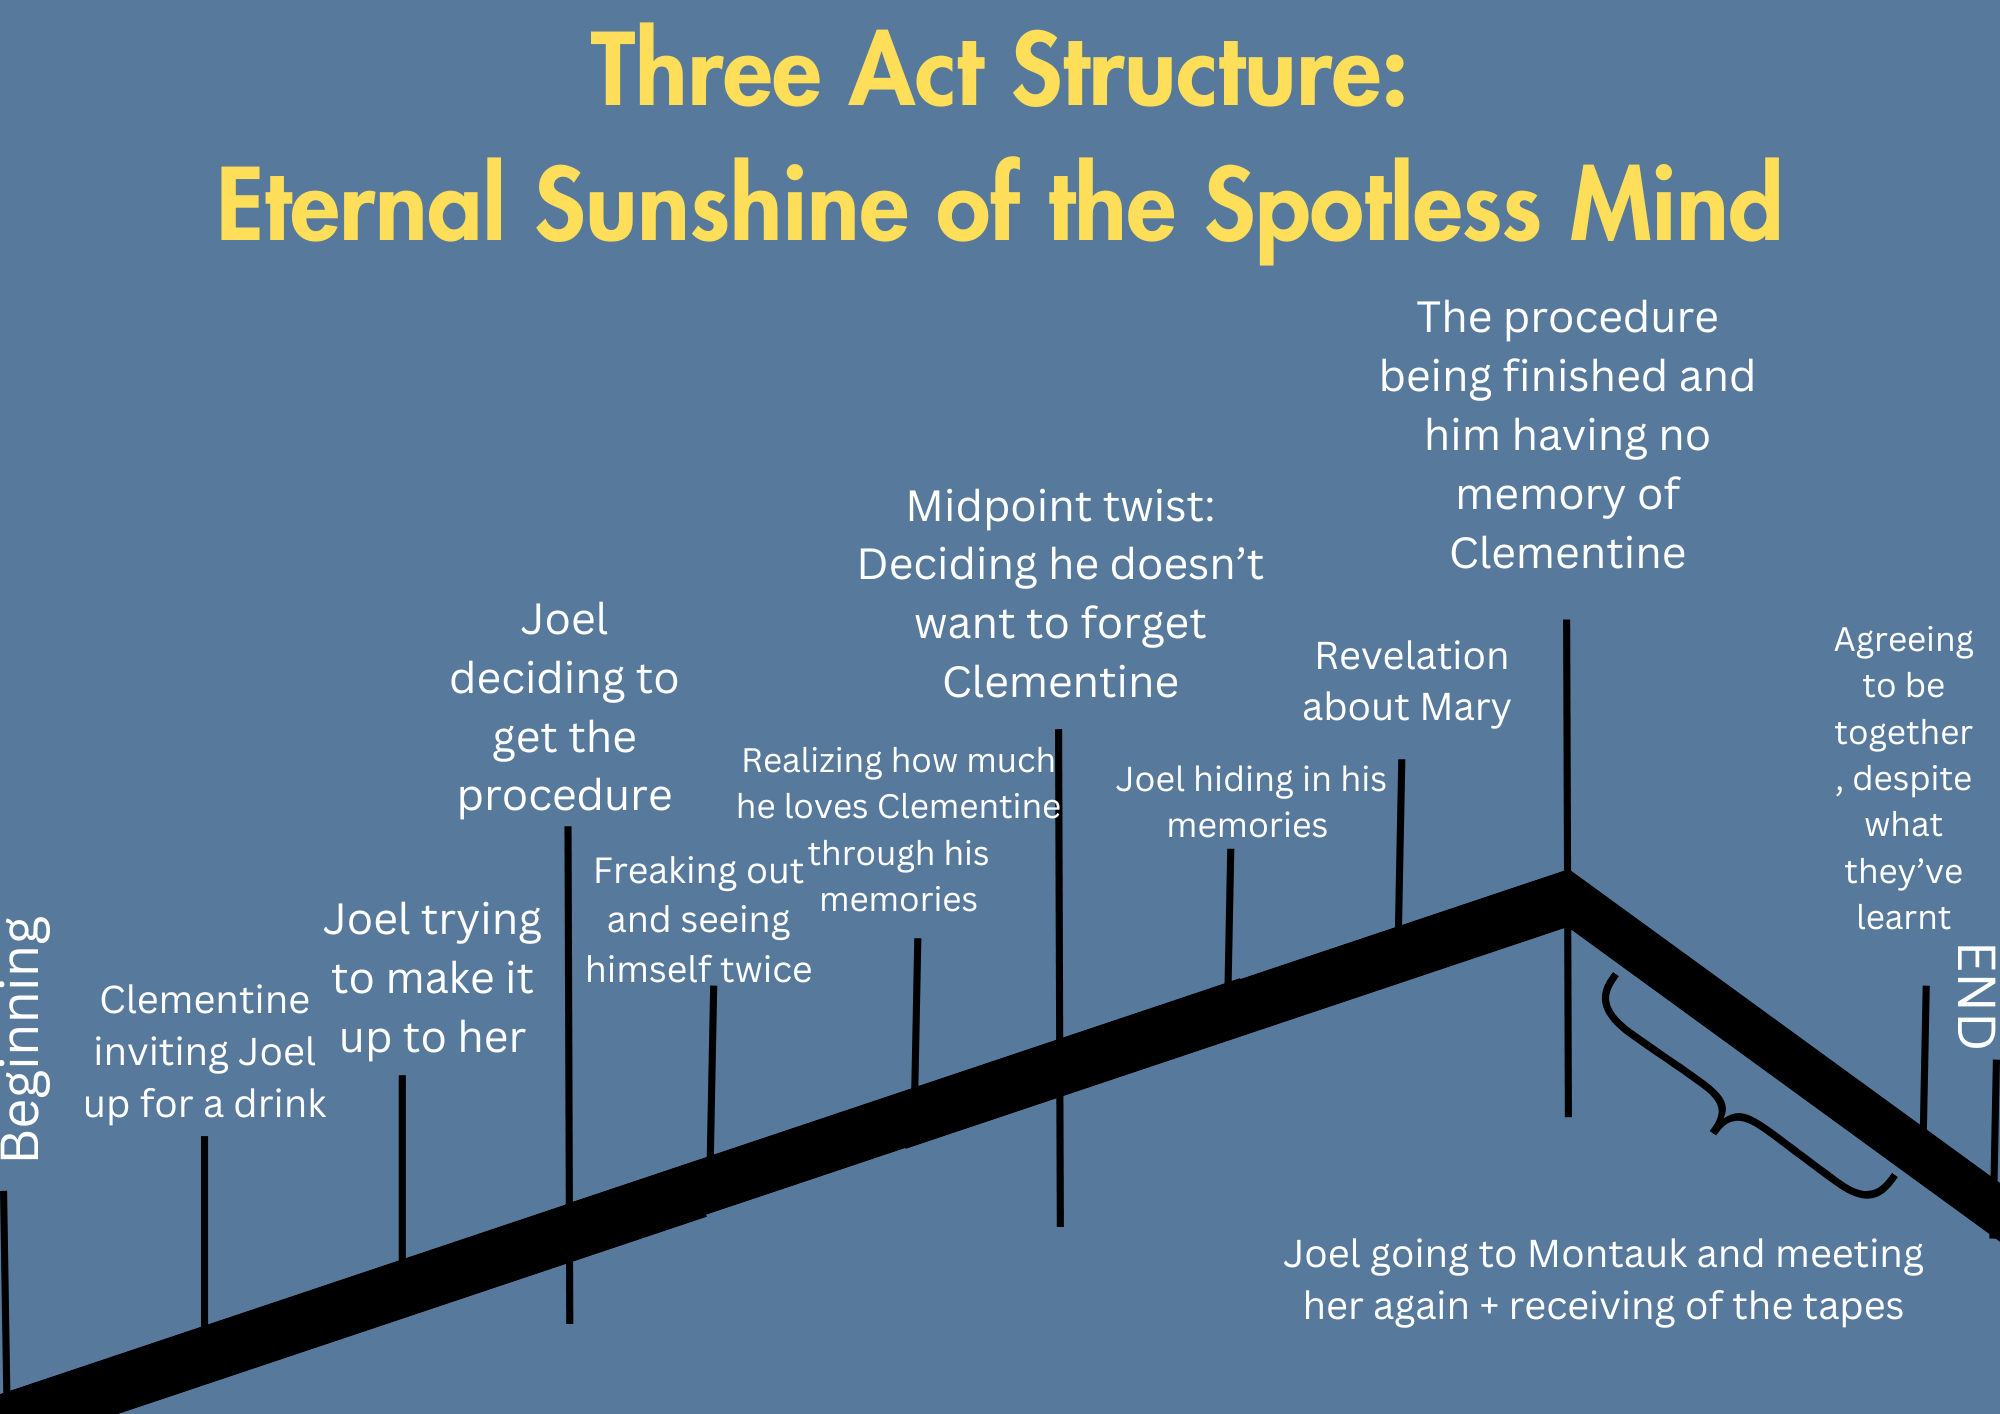 Three Act Structure:
Eternal Sunshine of the Spotless Mind
Beginning
Clementine
inviting Joel
up for a drink
Joel trying
to make it
up to her
Joel
deciding to
get the
procedure
Freaking out
and seeing
himself twice
Realizing how much
he loves Clementine
through his
memories
Midpoint twist:
Deciding he doesn’t
want to forget
Clementine
Joel hiding in his
memories
Revelation
about Mary
The procedure
being finished and
him having no
memory of
Clementine
Joel going to Montauk and meeting
her again + receiving of the tapes
Agreeing
to be
together
, despite
what
they’ve
learnt
END